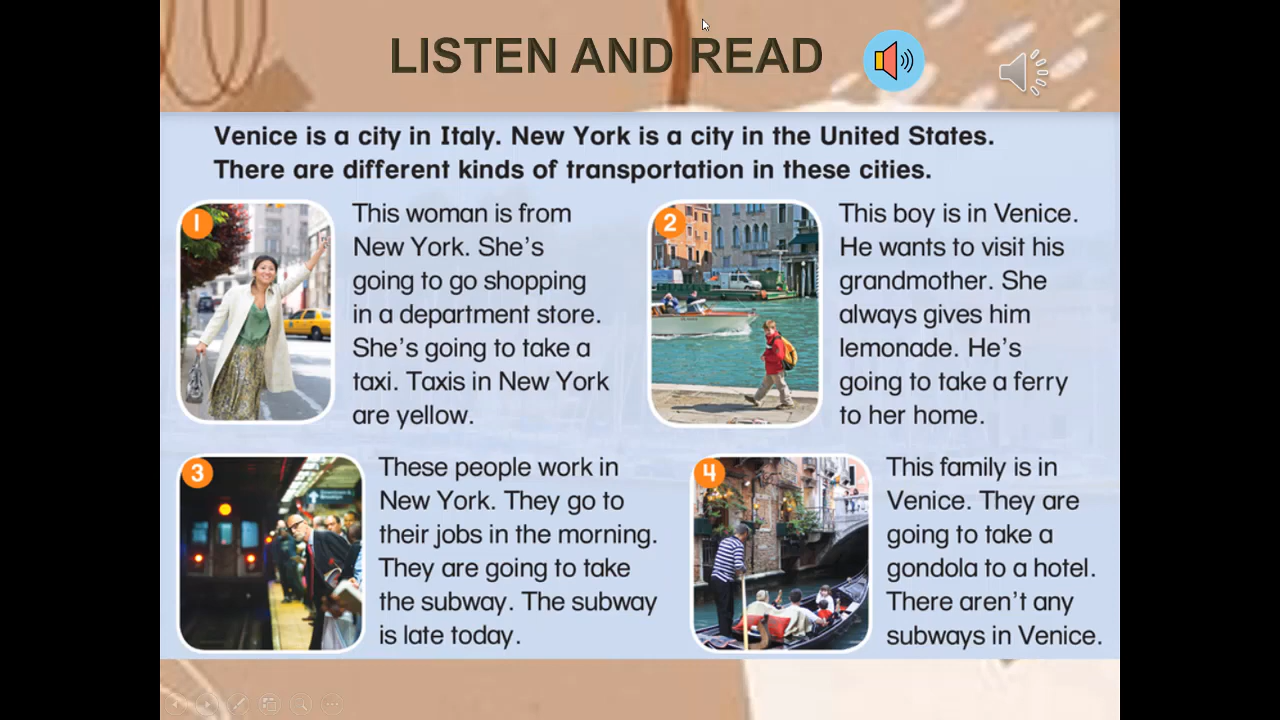 LISTEN AND READ
Venice is a city in Italy. New York is a city in the United States.
There are different kinds of transportation in these cities.
1
This woman is from
New York. She's
going to go shopping
in a department store.
She's going to take a
taxi. Taxis in New York
are yellow.
2
This boy is in Venice.
He wants to visit his
grandmother. She
always gives him
lemonade. He's
going to take a ferry
to her home.
3
These people work in
New York. They go to
their jobs in the morning.
They are going to take
the subway. The subway
is late today.
4
This family is in
Venice. They are
going to take a
gondola to a hotel.
There aren't any
subways in Venice.